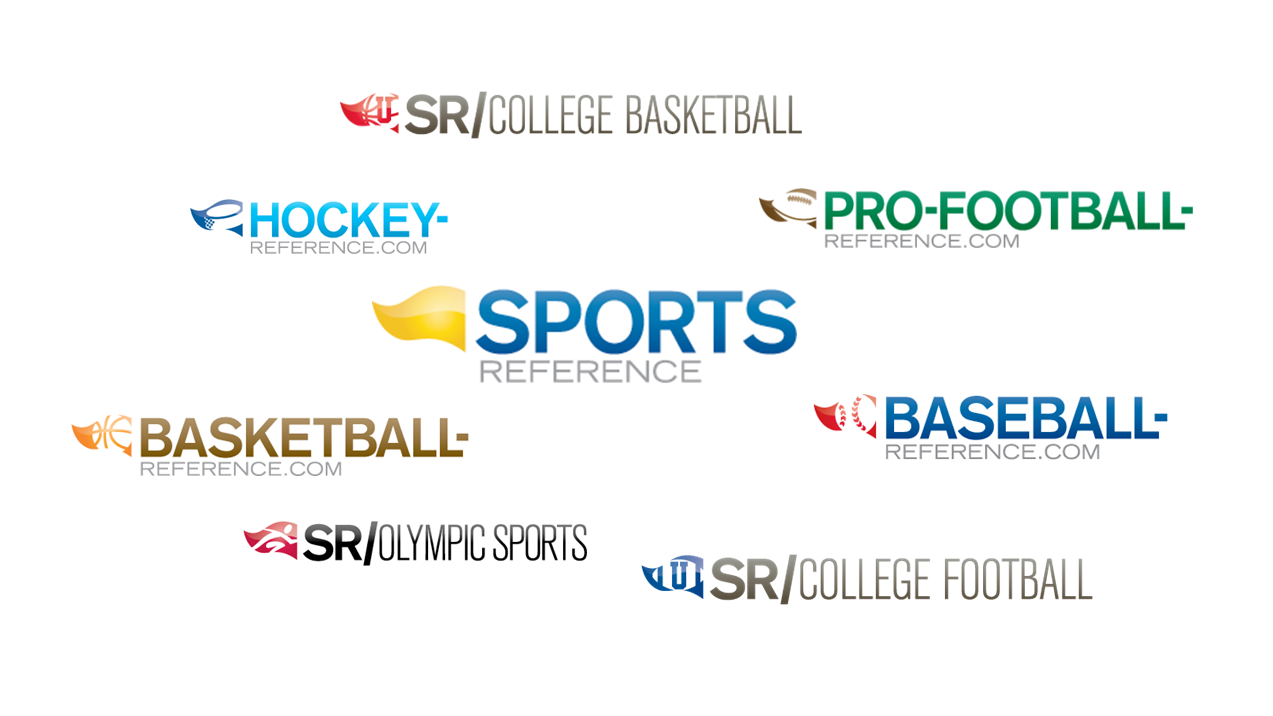 SR/COLLEGE BASKETBALL
HOCKEY-
REFERENCE.COM
PRO-FOOTBALL-
REFERENCE.COM
SPORTS
REFERENCE
BASKETBALL-
REFERENCE.COM
BASEBALL-
REFERENCE.COM
SR/OLYMPIC SPORTS
U SR/COLLEGE FOOTBALL